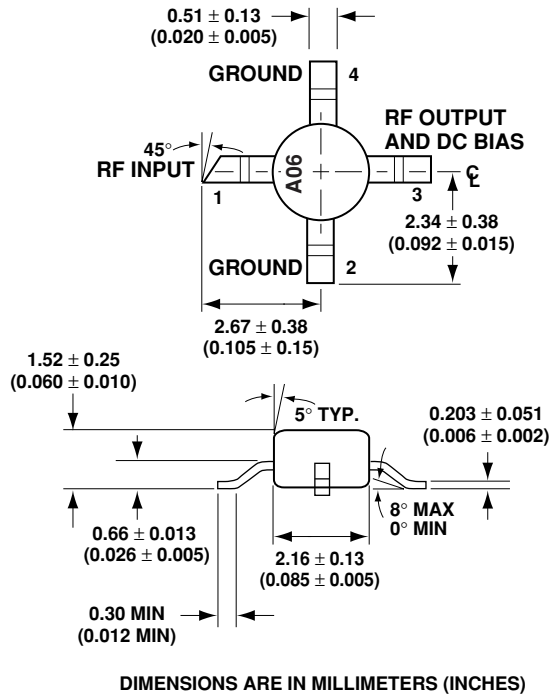 0.51 ± 0.13
(0.020 ± 0.005)
GROUND
4
RF OUTPUT
AND DC BIAS
45°
RF INPUT
A06
C
L
1
3
2.34 ± 0.38
(0.092 ± 0.015)
GROUND
2
2.67 ± 0.38
(0.105 ± 0.15)
1.52 ± 0.25
(0.060 ± 0.010)
5° TYP.
0.203 ± 0.051
(0.006 ± 0.002)
8° MAX
0° MIN
0.66 ± 0.013
(0.026 ± 0.005)
2.16 ± 0.13
(0.085 ± 0.005)
0.30 MIN
(0.012 MIN)
DIMENSIONS ARE IN MILLIMETERS (INCHES)